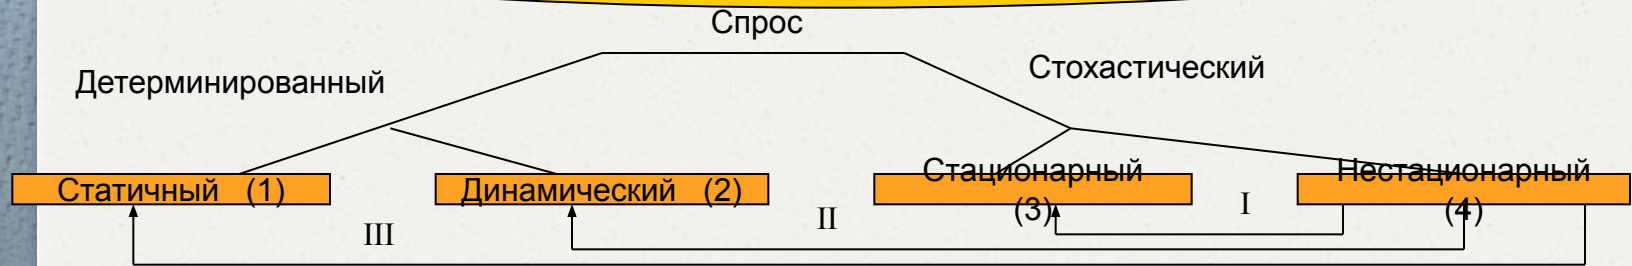 Спрос
Детерминированный
Стохастический
Статичный (1)
Динамический (2)
Стационарный
(3)
Нестационарный
(4)
I
II
III